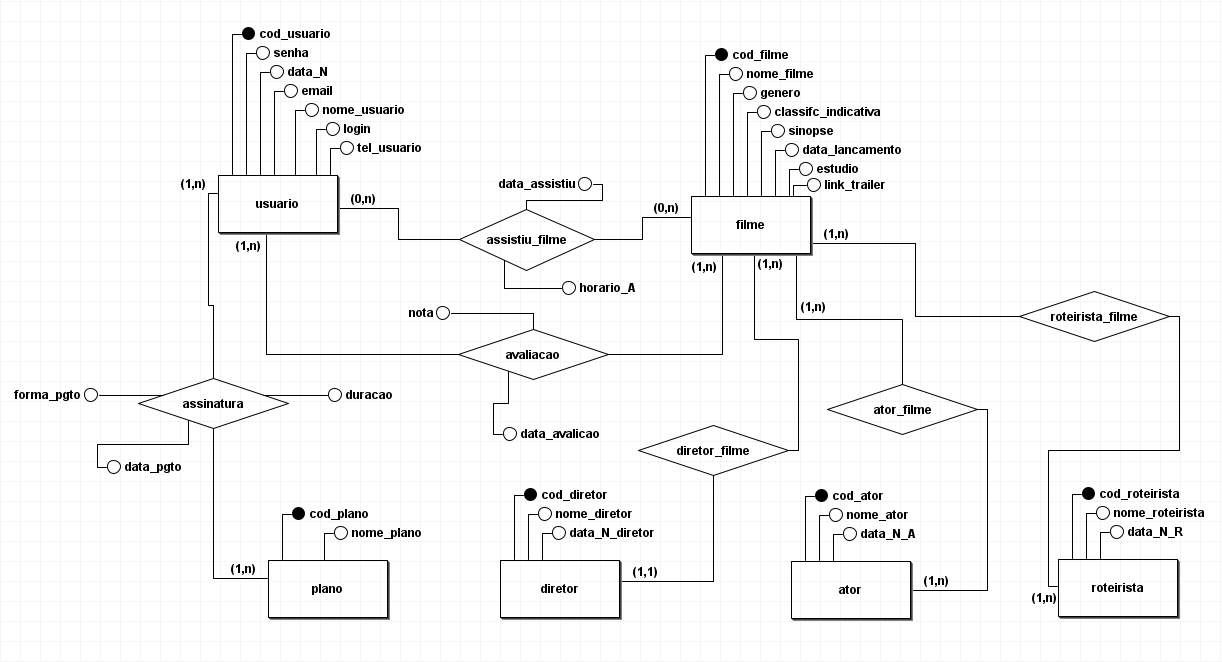 cod_usuario
senha
data_N
email
nome_usuario
login
tel_usuario
(1,n)
usuario
(0,n)
(1,n)
data_assistiu
assistiu_filme
horario_A
(0,n)
cod_filme
nome_filme
genero
classifc_indicativa
sinopse
data_lancamento
estudio
link_trailer
filme
(1,n)
(1,n)
(1,n)
(1,n)
roteirista_filme
nota
avaliacao
data_avalicao
forma_pgto
assinatura
duracao
data_pgto
ator_filme
diretor_filme
cod_plano
nome_plano
(1,n)
plano
cod_diretor
nome_diretor
data_N_diretor
diretor
(1,1)
cod_ator
nome_ator
data_N_A
ator
(1,n)
cod_roteirista
nome_roteirista
data_N_R
roteirista
(1,n)